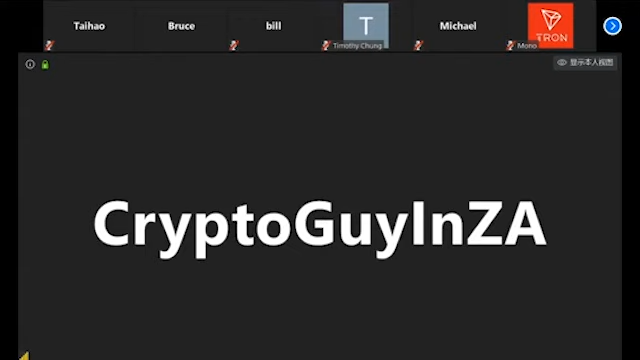 Taihao
Bruce
bill
T
Timothy Chung
Michael
TRON
Mono
显示本人视图
CryptoGuyInZA